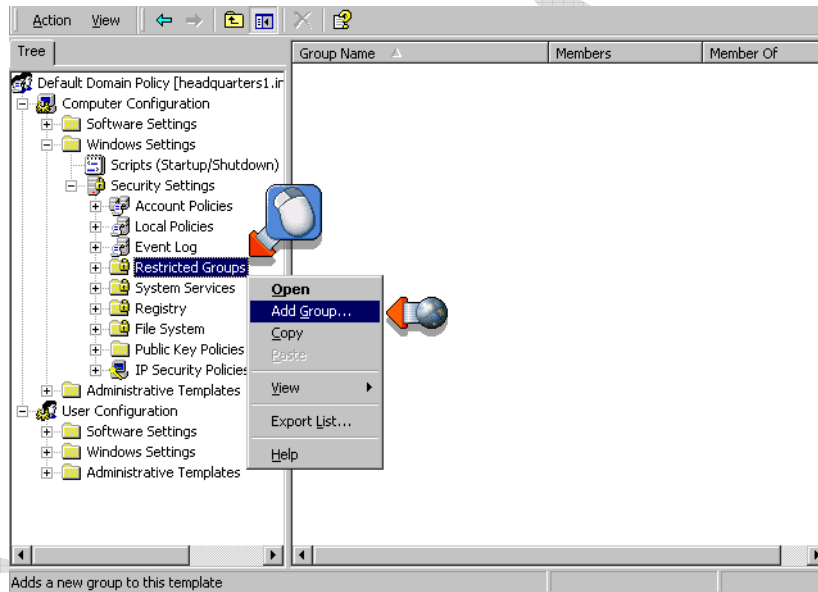 Action View
Tree
Group Name Members Member Of
Default Domain Policy [headquarters1.ir
Computer Configuration
Software Settings
Windows Settings
Scripts (Startup/Shutdown)
Security Settings
Account Policies
Local Policies
Event Log
Restricted Groups
System Services
Registry
File System
Public Key Policies
IP Security Policies
Administrative Templates
User Configuration
Software Settings
Windows Settings
Administrative Templates
Open
Add Group...
Copy
Paste
View
Export List...
Help
Adds a new group to this template